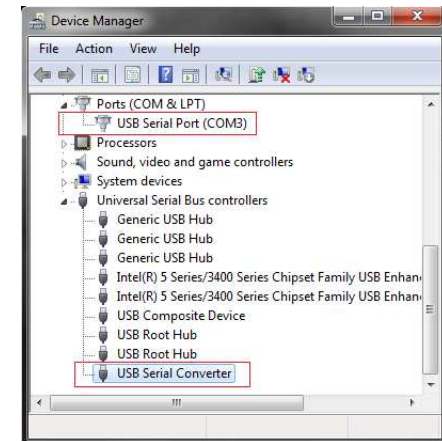 Device Manager
File Action View Help
Ports (COM & LPT)
USB Serial Port (COM3)
Processors
Sound, video and game controllers
System devices
Universal Serial Bus controllers
Generic USB Hub
Generic USB Hub
Generic USB Hub
Intel(R) 5 Series/3400 Series Chipset Family USB Enhan
Intel(R) 5 Series/3400 Series Chipset Family USB Enhan
USB Composite Device
USB Root Hub
USB Root Hub
USB Serial Converter